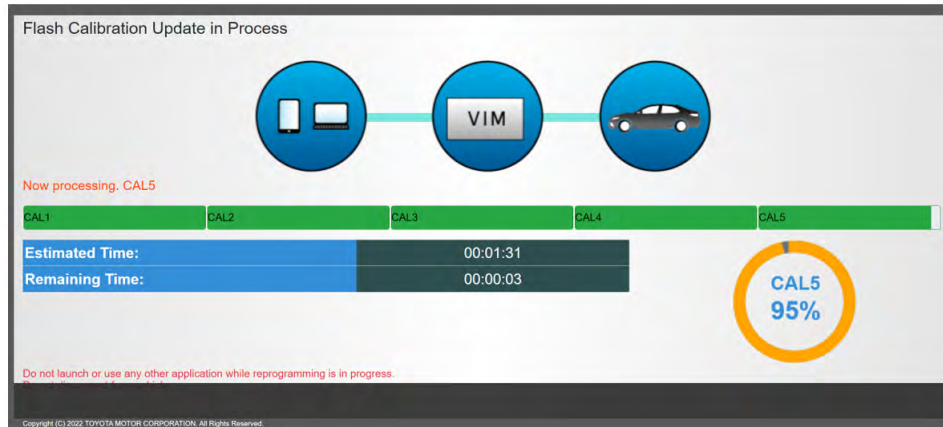 Flash Calibration Update in Process
VIM
Now processing. CAL5
CAL1 CAL2 CAL3 CAL4 CAL5
Estimated Time: 00:01:31
Remaining Time: 00:00:03
CAL5
95%
Do not launch or use any other application while reprogramming is in progress.
Copyright (C) 2022 TOYOTA MOTOR CORPORATION. All Rights Reserved.